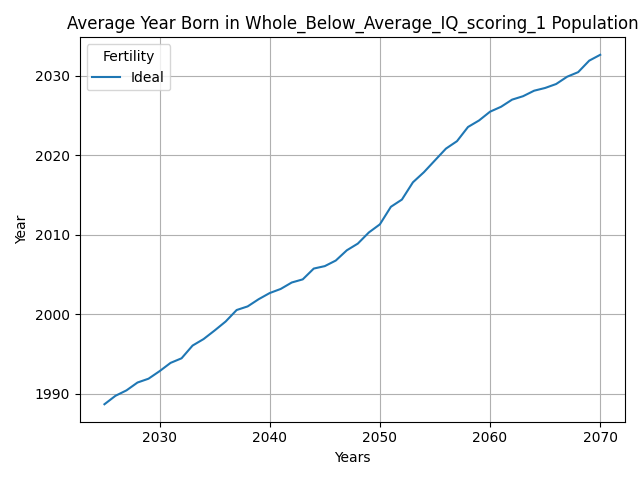 Average Year Born in Whole_Below_Average_IQ_scoring_1 Population
Fertility
Ideal
2030
2020
2010
2000
1990
Year
2030 2040 2050 2060 2070
Years